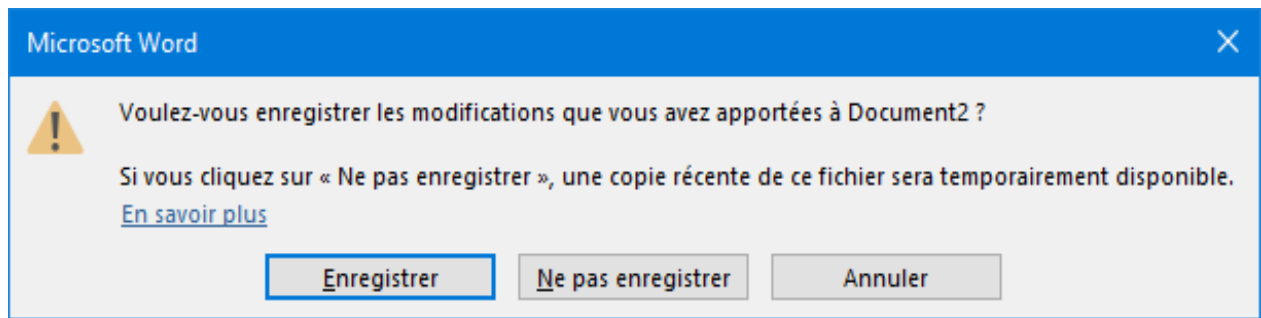 Microsoft Word
Voulez-vous enregistrer les modifications que vous avez apportées à Document2 ?
Si vous cliquez sur « Ne pas enregistrer », une copie récente de ce fichier sera temporairement disponible.
En savoir plus
Enregistrer Ne pas enregistrer Annuler